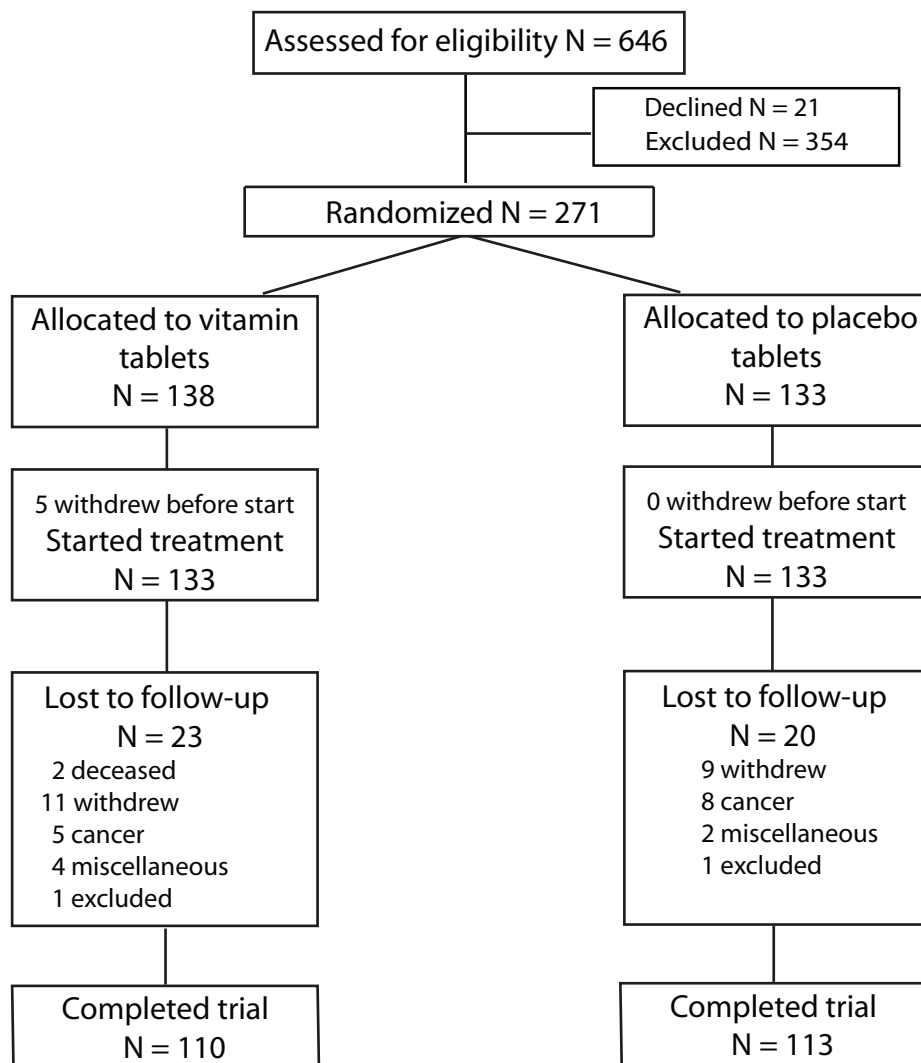 Assessed for eligibility N = 646
Declined N = 21
Excluded N = 354
Randomized N = 271
Allocated to vitamin
tablets
N = 138
5 withdrew before start
Started treatment
N = 133
Lost to follow-up
N = 23
2 deceased
11 withdrew
5 cancer
4 miscellaneous
1 excluded
Completed trial
N = 110
Allocated to placebo
tablets
N = 133
0 withdrew before start
Started treatment
N = 133
Lost to follow-up
N = 20
9 withdrew
8 cancer
2 miscellaneous
1 excluded
Completed trial
N = 113